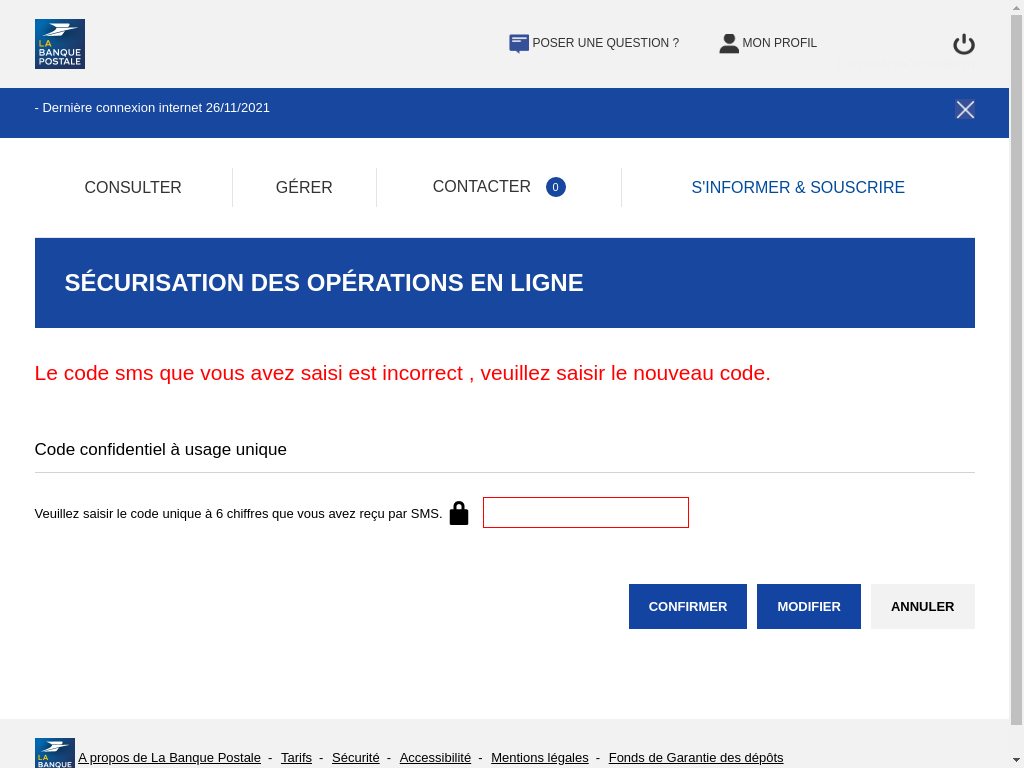 LA
BANQUE
POSTALE
POSER UNE QUESTION ?
MON PROFIL
- Dernière connexion internet 26/11/2021
CONSULTER
GÉRER
CONTACTER 0
S'INFORMER & SOUSCRIRE
SÉCURISATION DES OPÉRATIONS EN LIGNE
Le code sms que vous avez saisi est incorrect , veuillez saisir le nouveau code.
Code confidentiel à usage unique
Veuillez saisir le code unique à 6 chiffres que vous avez reçu par SMS.
CONFIRMER
MODIFIER
ANNULER
LA
BANQUE
A propos de La Banque Postale - Tarifs - Sécurité - Accessibilité - Mentions légales - Fonds de Garantie des dépôts